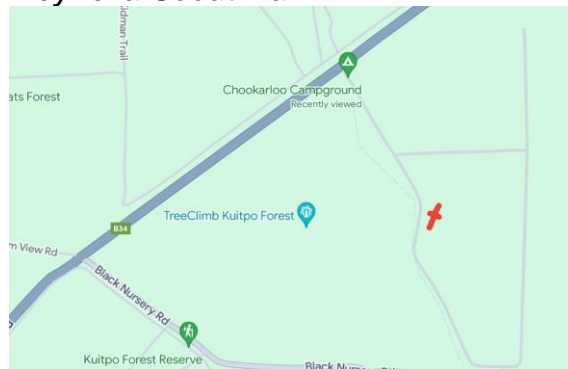 Chookarloo Campground
Recently viewed
ats Forest
TreeClimb Kuitpo Forest
B34
n View Rd
Black Nursery Rd
Kuitpo Forest Reserve